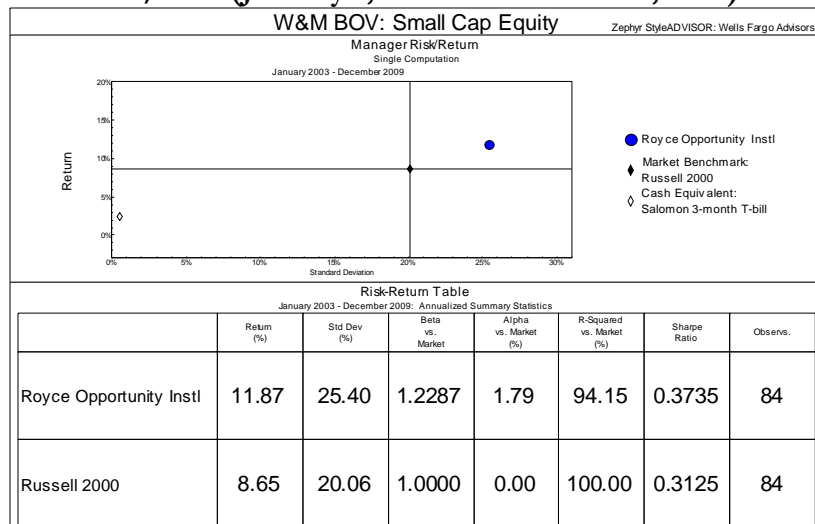 W&M BOV: Small Cap Equity
Zephyr StyleADVISOR: Wells Fargo Advisors
Manager Risk/Return
Single Computation
January 2003 - December 2009
Return
20%
15%
10%
5%
0%
0% 5% 10% 15% 20% 25% 30%
Standard Deviation
Royce Opportunity Instl
Market Benchmark:
Russell 2000
Cash Equivalent:
Salomon 3-month T-bill
Risk-Return Table
January 2003 - December 2009: Annualized Summary Statistics
Return (%) Std Dev (%) Beta vs. Market Alpha vs. Market (%) R-Squared vs. Market (%) Sharpe Ratio Observs.
Royce Opportunity Instl 11.87 25.40 1.2287 1.79 94.15 0.3735 84
Russell 2000 8.65 20.06 1.0000 0.00 100.00 0.3125 84